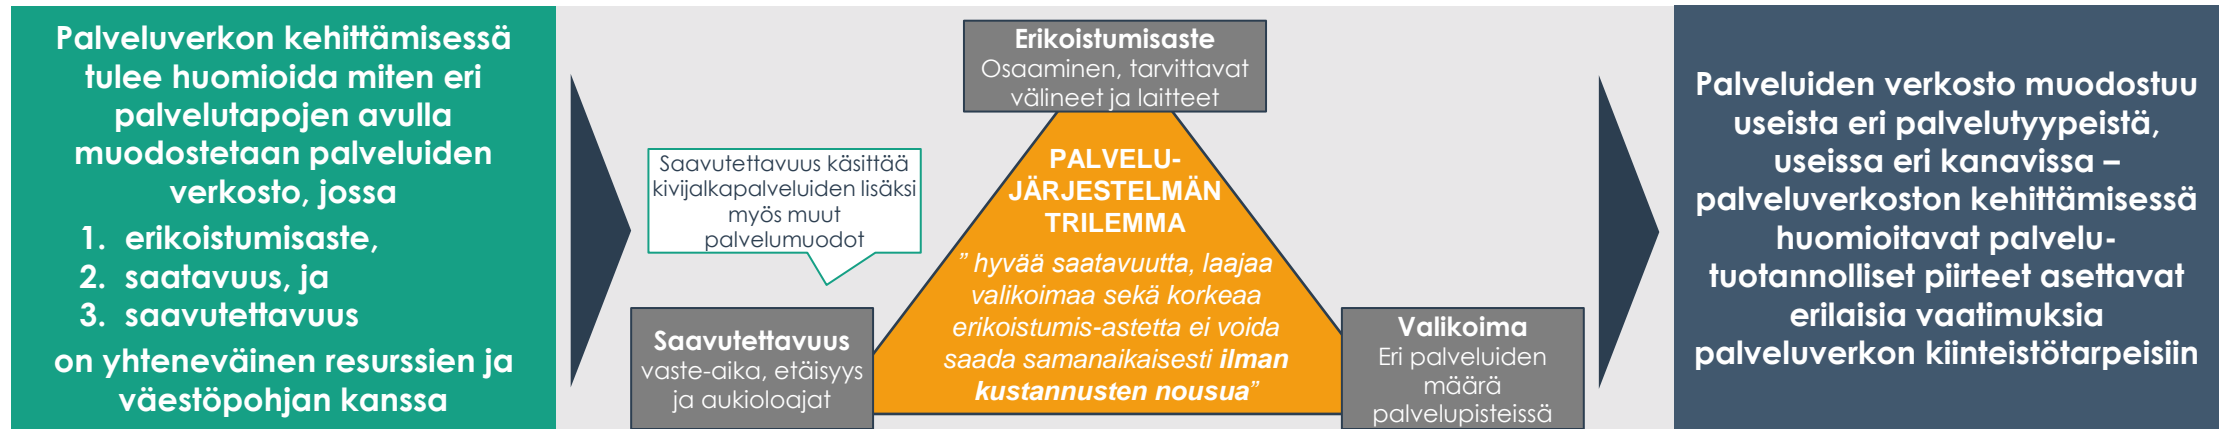 Palveluverkon kehittämisessä
tulee huomioida miten eri
palvelutapojen avulla
muodostetaan palveluiden
verkosto, jossa
1. erikoistumisaste,
2. saatavuus, ja
3. saavutettavuus
on yhteneväinen resurssien ja
väestöpohjan kanssa
Erikoistumisaste
Osaaminen, tarvittavat
välineet ja laitteet
Saavutettavuus käsittää
kivijalkapalveluiden lisäksi
myös muut
palvelumuodot
PALVELU-
JÄRJESTELMÄN
TRILEMMA
” hyvää saatavuutta, laajaa
valikoimaa sekä korkeaa
erikoistumis-astetta ei voida
saada samanaikaisesti ilman
kustannusten nousua”
Saavutettavuus
vaste-aika, etäisyys
ja aukioloajat
Valikoima
Eri palveluiden
määrä
palvelupisteissä
Palveluiden verkosto muodostuu
useista eri palvelutyypeistä,
useissa eri kanavissa –
palveluverkoston kehittämisessä
huomioitavat palvelu-
tuotannolliset piirteet asettavat
erilaisia vaatimuksia
palveluverkon kiinteistötarpeisiin